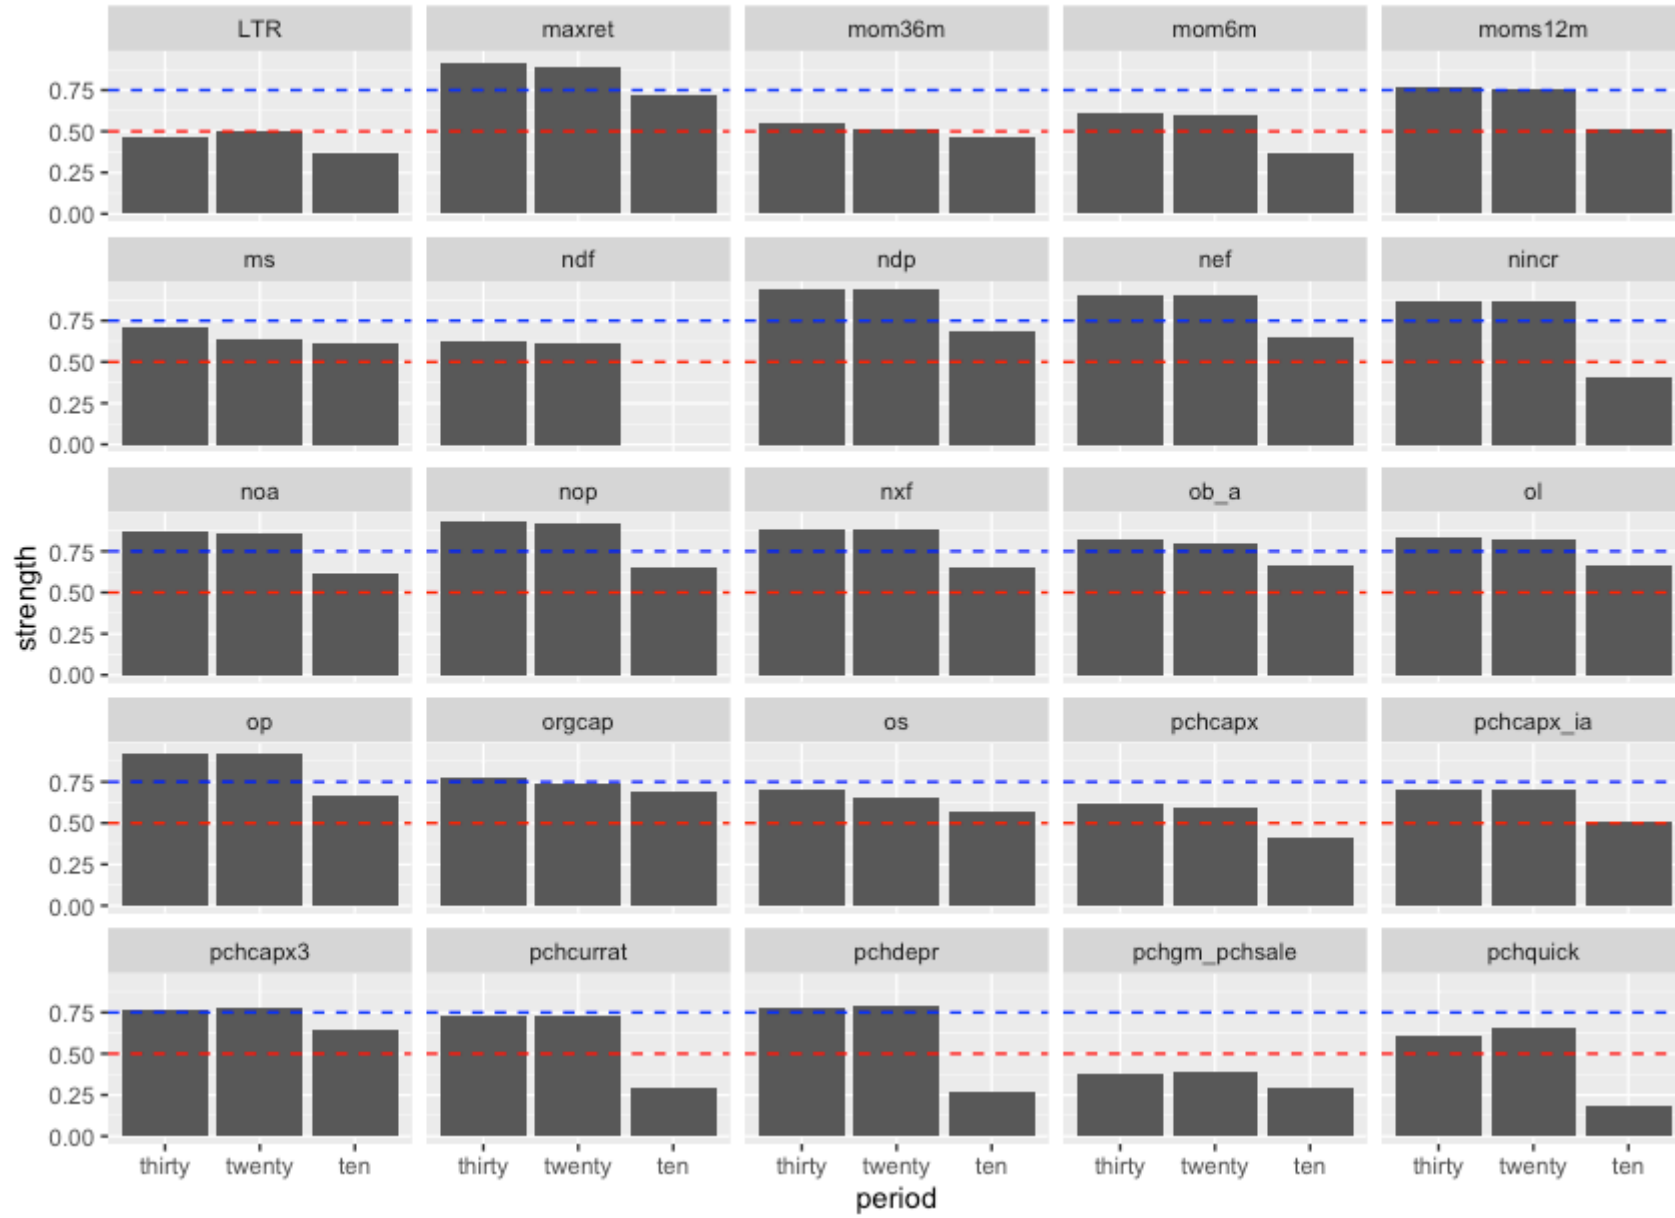 LTR maxret mom36m mom6m moms12m
0.75
0.50
0.25
0.00
ms ndf ndp nef nincr
0.75
0.50
0.25
0.00
noa nop nxf ob_a ol
0.75
0.50
0.25
0.00
strength
op orgcap os pchcapx pchcapx_ia
0.75
0.50
0.25
0.00
pchcapx3 pchcurrat pchdepr pchgm_pchsale pchquick
0.75
0.50
0.25
0.00
thirty twenty ten thirty twenty ten thirty twenty ten thirty twenty ten thirty twenty ten
period